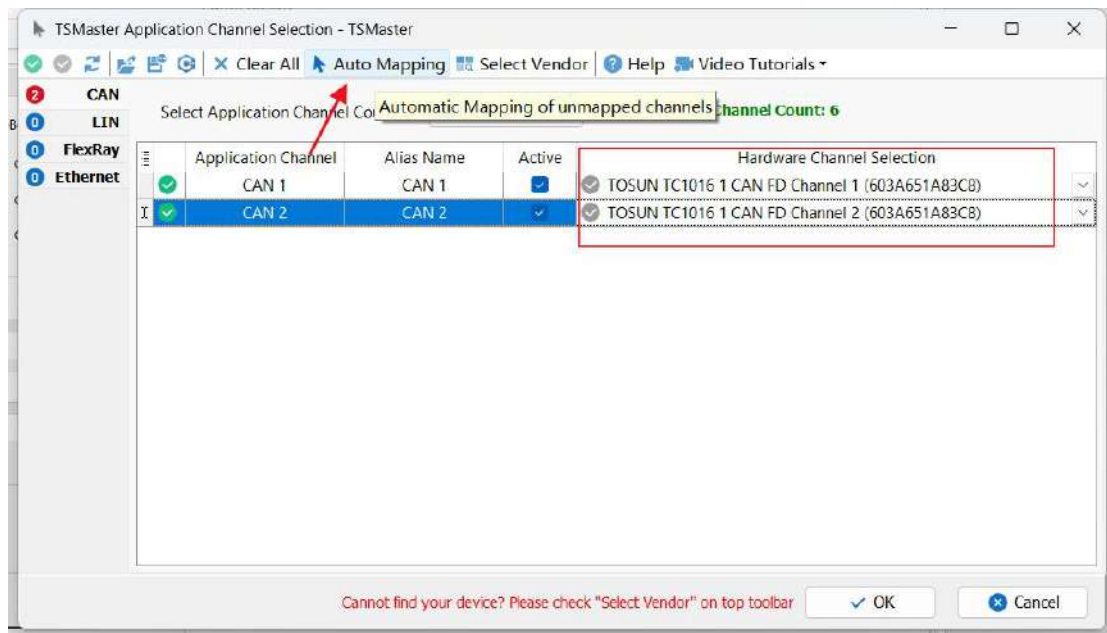 TSMaster Application Channel Selection - TSMaster
Clear All Auto Mapping Select Vendor Help Video Tutorials
2 CAN
0 LIN
0 FlexRay
0 Ethernet
Select Application Channel Automatic Mapping of unmapped channels Channel Count: 6
Application Channel Alias Name Active Hardware Channel Selection
CAN 1 CAN 1 TOSUN TC1016 1 CAN FD Channel 1 (603A651A83C8)
CAN 2 CAN 2 TOSUN TC1016 1 CAN FD Channel 2 (603A651A83C8)
Cannot find your device? Please check "Select Vendor" on top toolbar OK Cancel